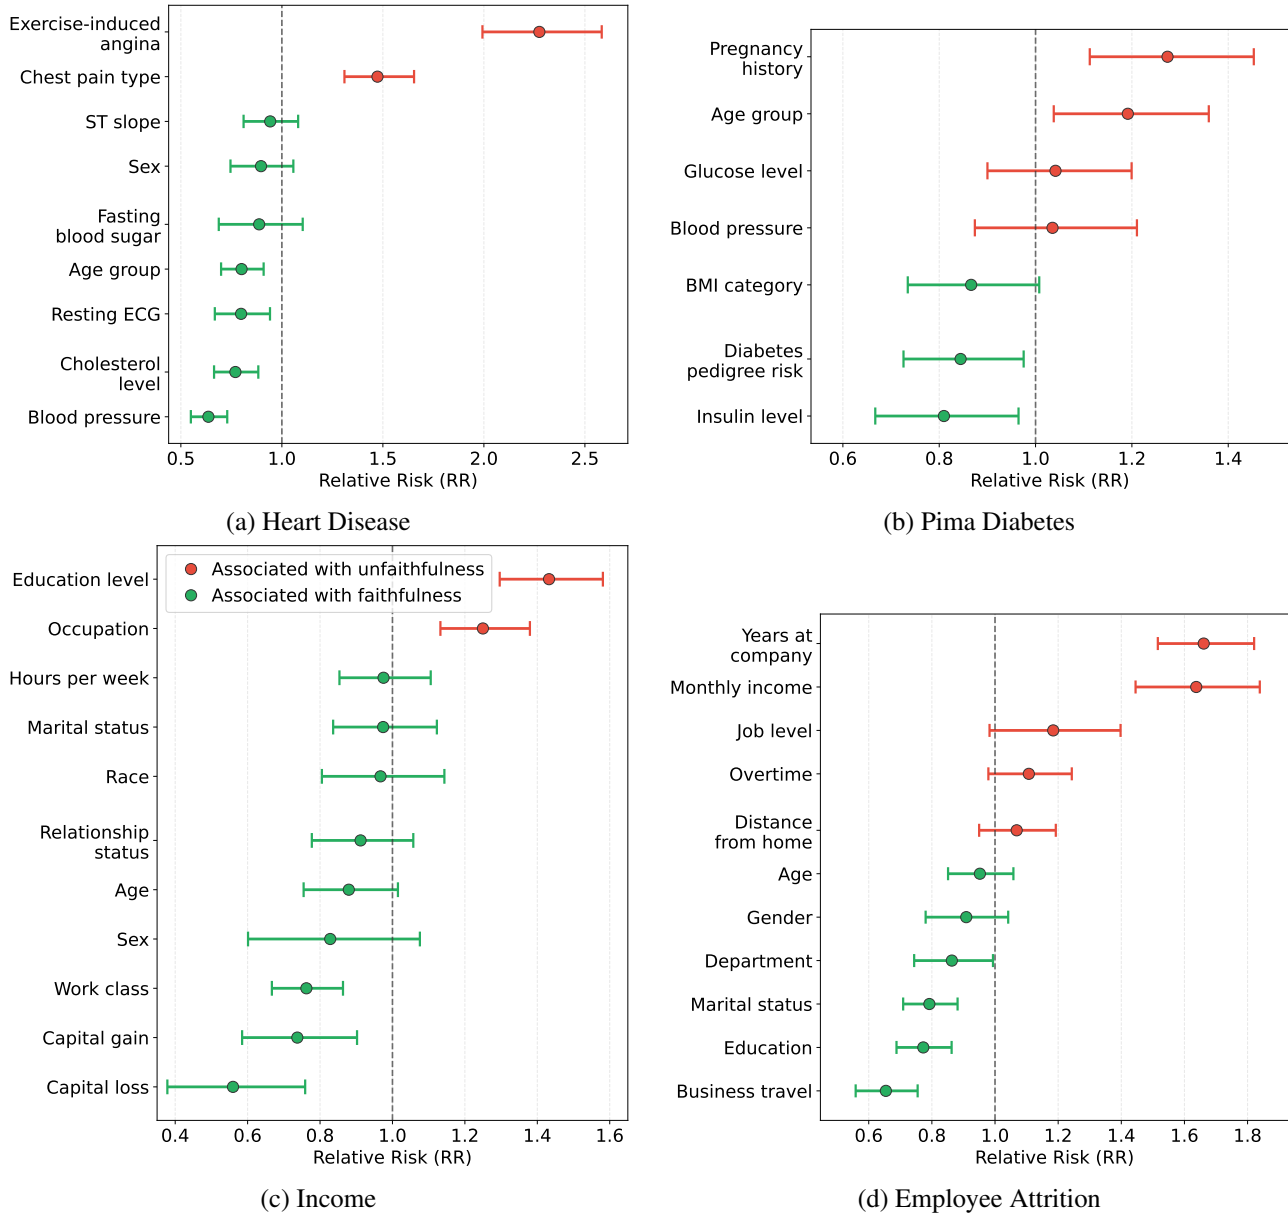 Exercise-induced
angina
Chest pain type
ST slope
Sex
Fasting
blood sugar
Age group
Resting ECG
Cholesterol
level
Blood pressure
0.5 1.0 1.5 2.0 2.5
Relative Risk (RR)
(a) Heart Disease
Pregnancy
history
Age group
Glucose level
Blood pressure
BMI category
Diabetes
pedigree risk
Insulin level
0.6 0.8 1.0 1.2 1.4
Relative Risk (RR)
(b) Pima Diabetes
Associated with unfaithfulness
Associated with faithfulness
Education level
Occupation
Hours per week
Marital status
Race
Relationship
status
Age
Sex
Work class
Capital gain
Capital loss
0.4 0.6 0.8 1.0 1.2 1.4 1.6
Relative Risk (RR)
(c) Income
Years at
company
Monthly income
Job level
Overtime
Distance
from home
Age
Gender
Department
Marital status
Education
Business travel
0.6 0.8 1.0 1.2 1.4 1.6 1.8
Relative Risk (RR)
(d) Employee Attrition